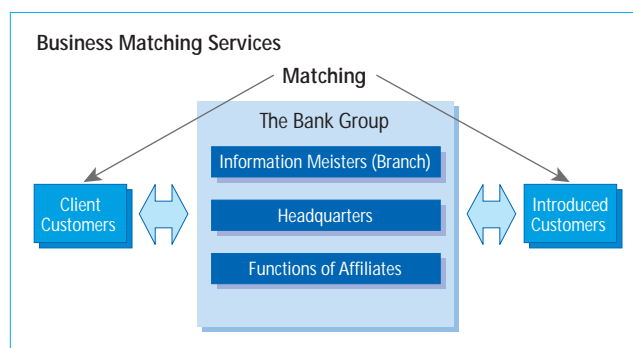 Business Matching Services
Matching
The Bank Group
Information Meisters (Branch)
Client
Customers
Headquarters
Introduced
Customers
Functions of Affiliates